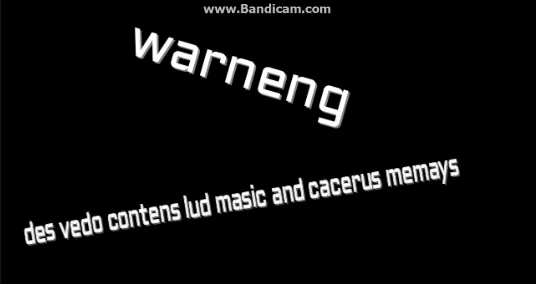 www.Bandicam.com
warneng
des vedo contens lud masic and cacerus memays